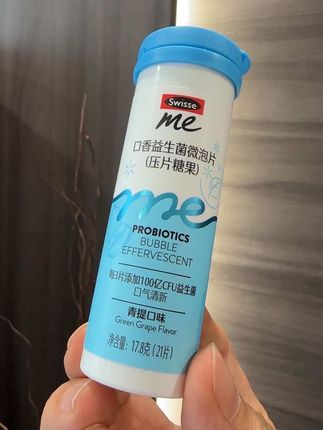 Swisse
me
口香益生菌微泡片
(压片糖果)
me
PROBIOTICS
BUBBLE
EFFERVESCENT
每3片添加100亿CFU益生菌
口气清新
青提口味
Green Grape Flavor
净含量: 17.8克(21片)